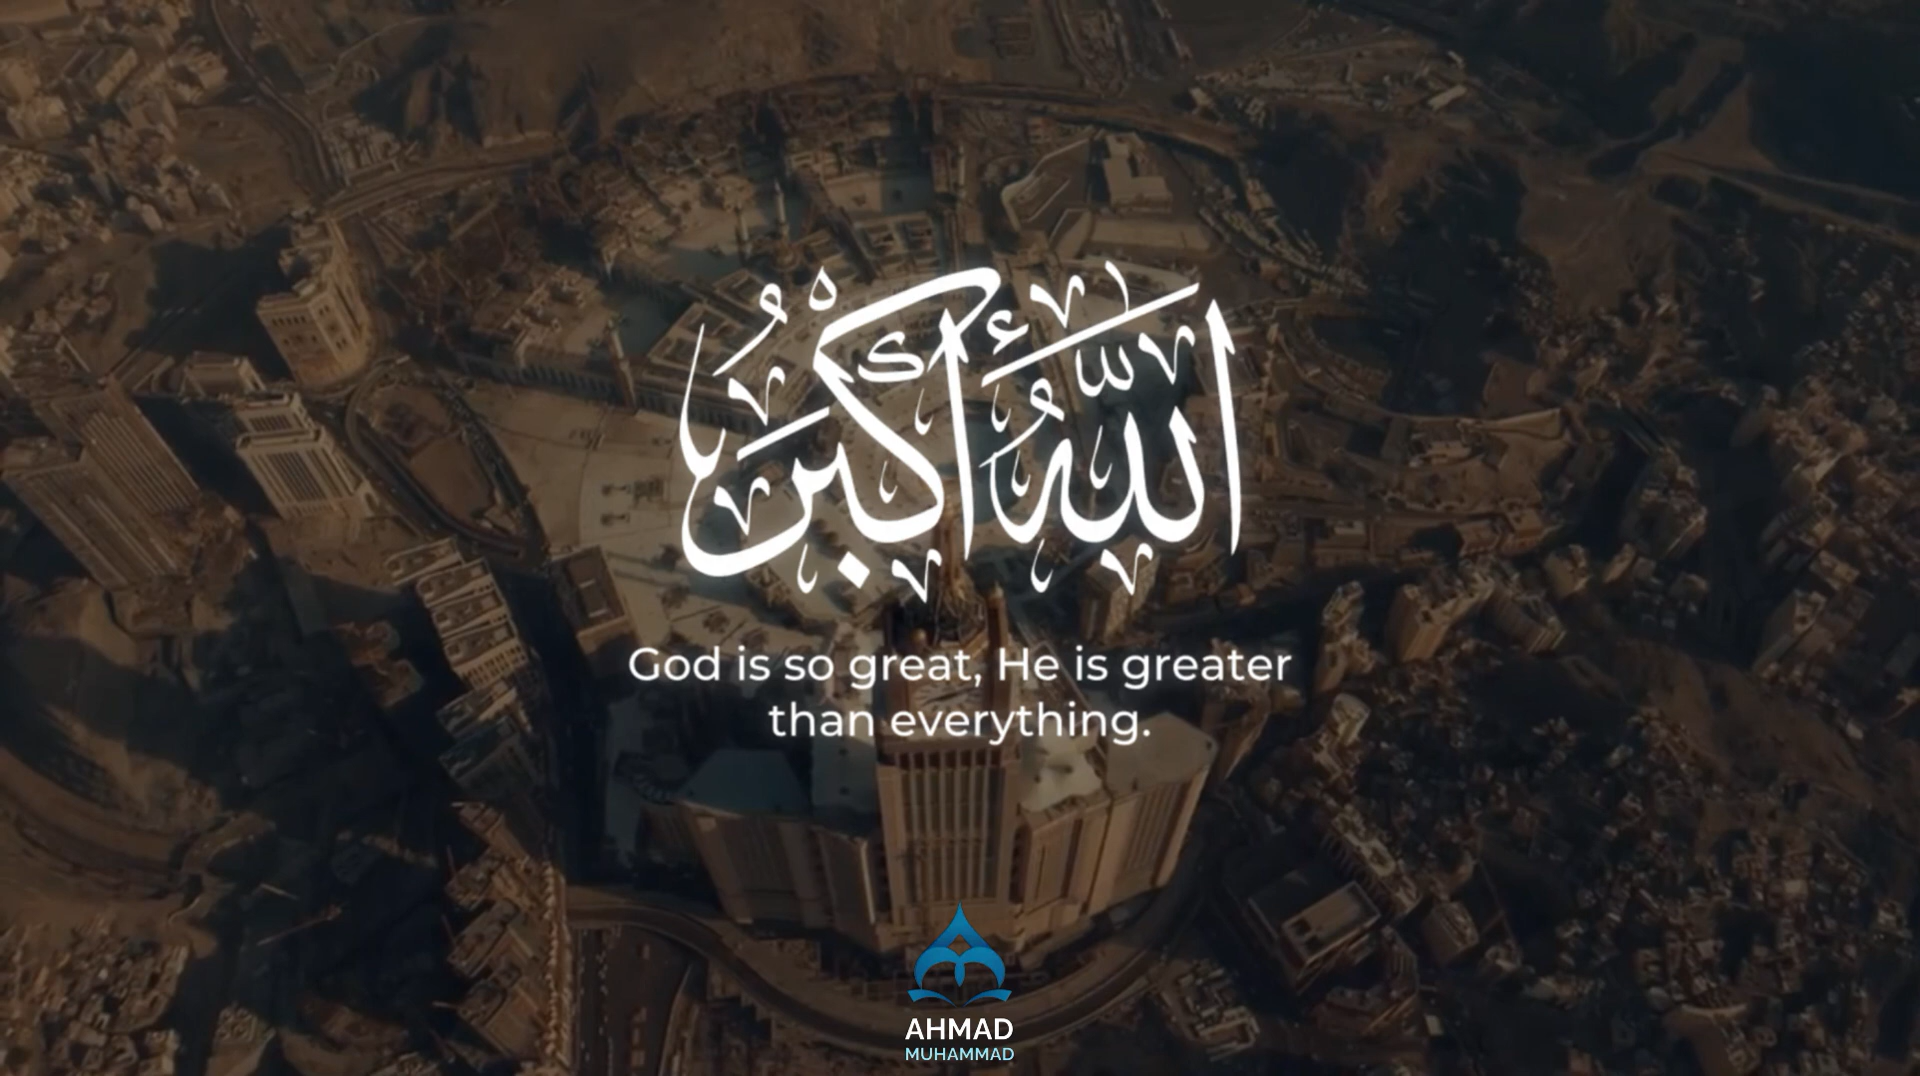 اللَّهُ أَكْبَرُ
God is so great, He is greater
than everything.
AHMAD
MUHAMMAD